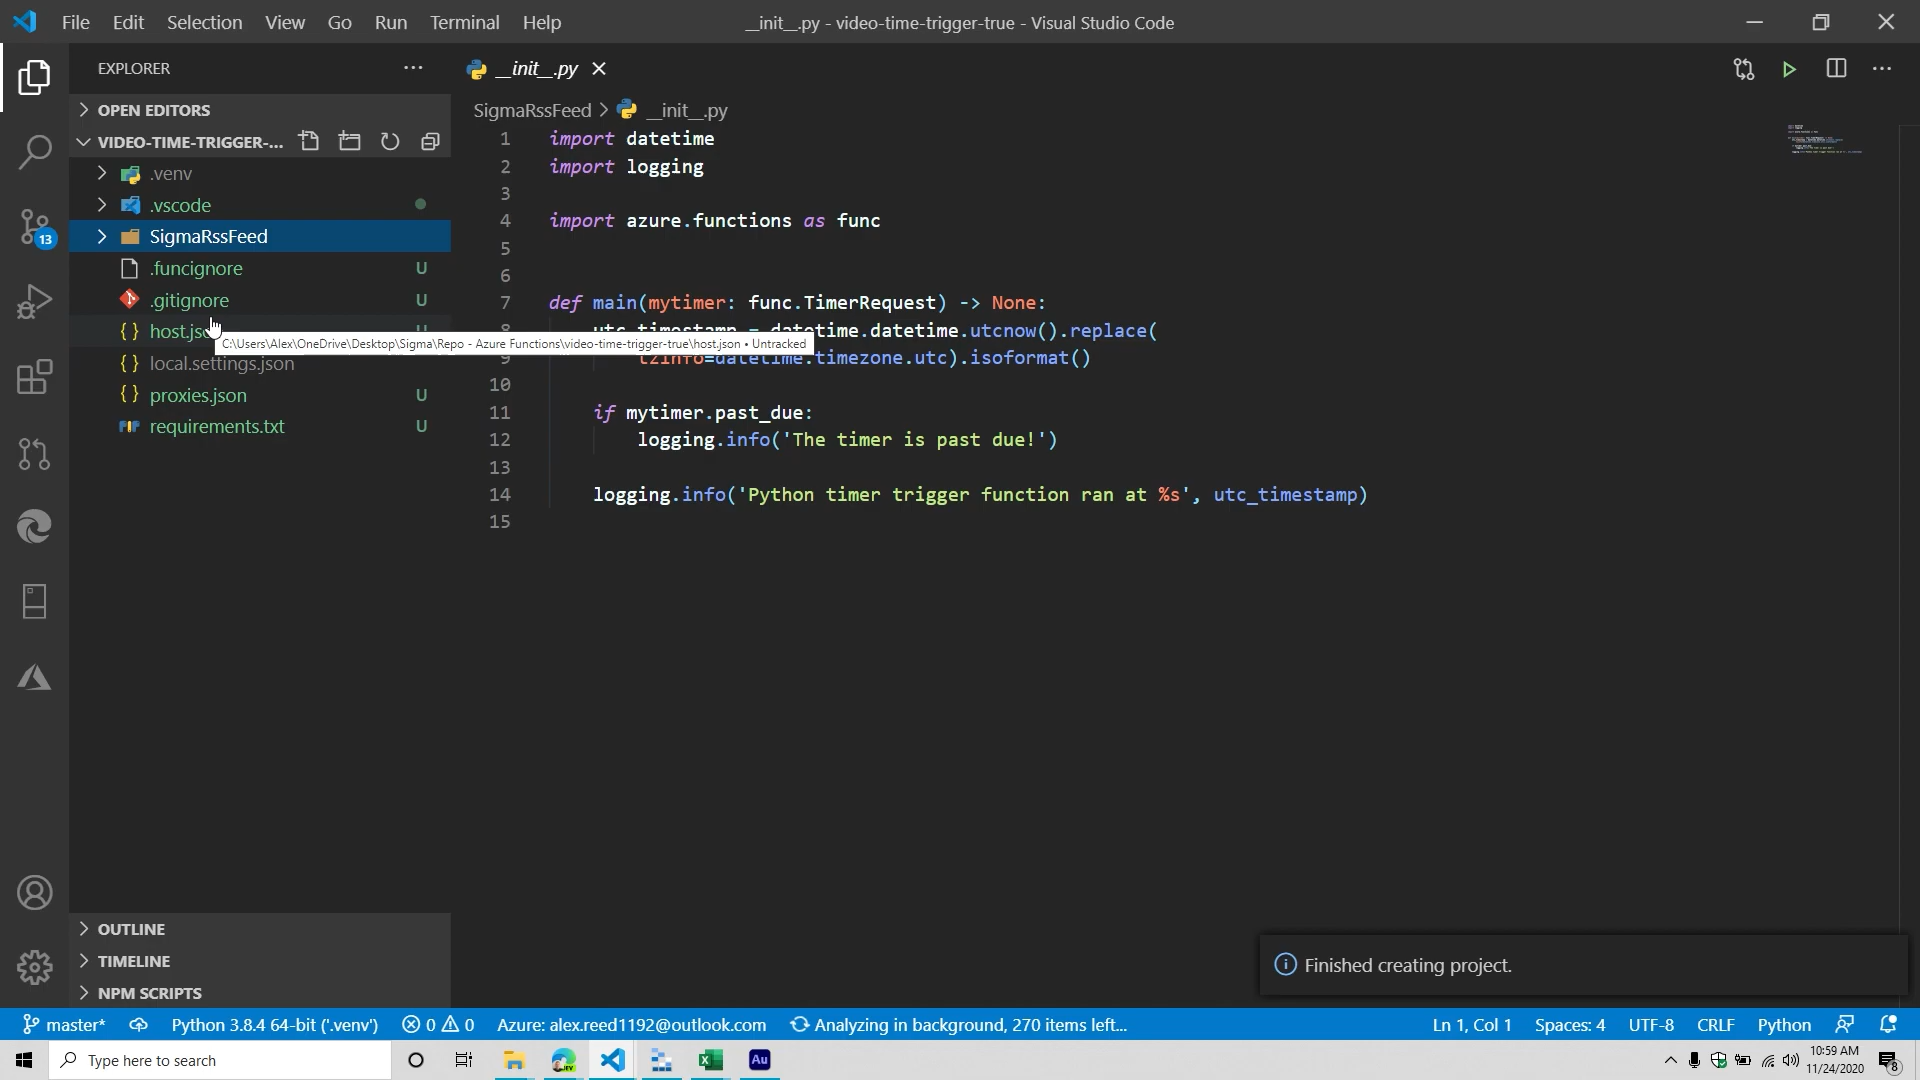 File Edit Selection View Go Run Terminal Help
__init__.py - video-time-trigger-true - Visual Studio Code
EXPLORER
OPEN EDITORS
VIDEO-TIME-TRIGGER-...
.venv
.vscode
SigmaRssFeed
.funcignore U
.gitignore U
host.jso
C:\Users\Alex\OneDrive\Desktop\Sigma\Repo - Azure Functions\video-time-trigger-true\host.json • Untracked
local.settings.json
proxies.json U
requirements.txt U
13
OUTLINE
TIMELINE
NPM SCRIPTS
__init__.py
SigmaRssFeed > __init__.py
1 import datetime
2 import logging
3
4 import azure.functions as func
5
6
7 def main(mytimer: func.TimerRequest) -> None:
8 utc_timestamp = datetime.datetime.utcnow().replace(
9 tzinfo=datetime.timezone.utc).isoformat()
10
11 if mytimer.past_due:
12 logging.info('The timer is past due!')
13
14 logging.info('Python timer trigger function ran at %s', utc_timestamp)
15
Finished creating project.
master* Python 3.8.4 64-bit ('.venv') 0 0 Azure: alex.reed1192@outlook.com Analyzing in background, 270 items left... Ln 1, Col 1 Spaces: 4 UTF-8 CRLF Python
Type here to search
DEV
Au
10:59 AM
11/24/2020
8